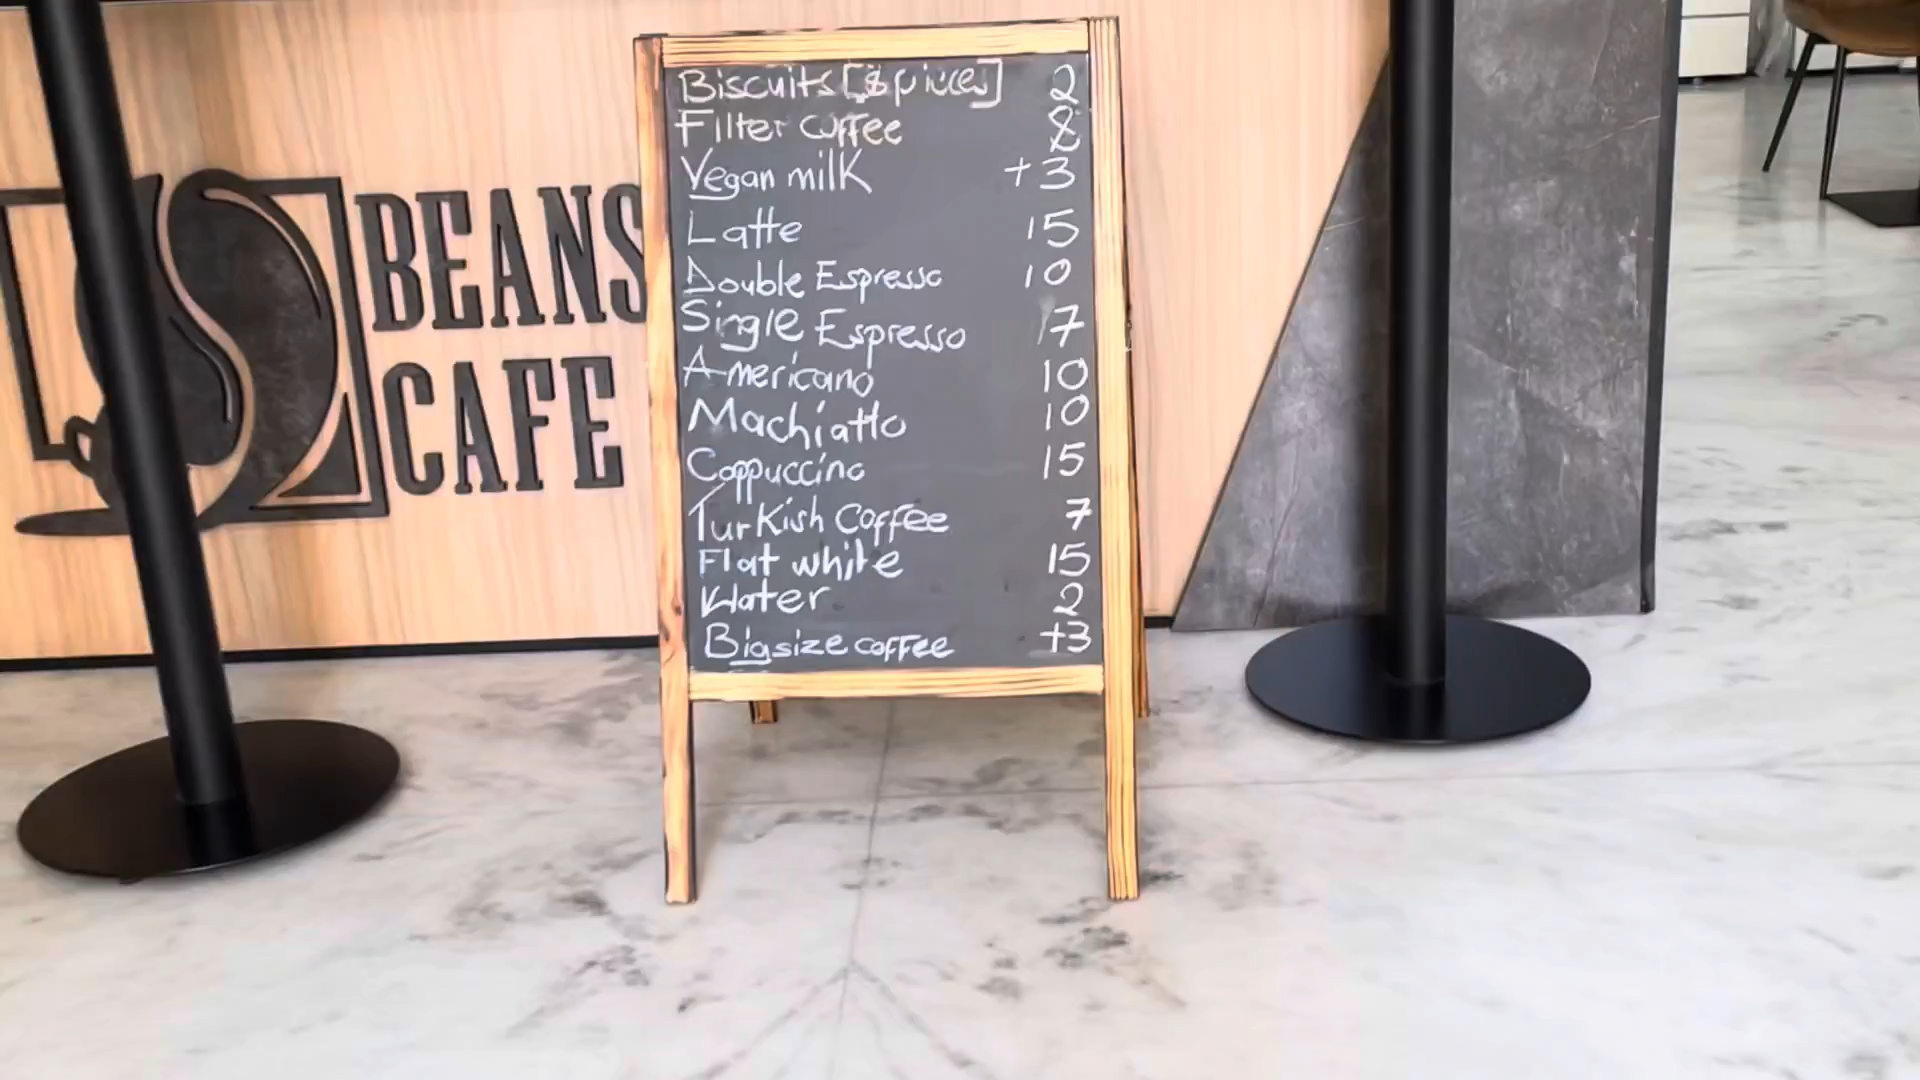 Biscuits [8 pices] 2
Filter coffee 8
Vegan milk +3
Latte 15
Double Espresso 10
Single Espresso 7
Americano 10
Machiatto 10
Cappuccino 15
Turkish Coffee 7
Flat white 15
Water 2
Bigsize coffee +3
BEANS
CAFE